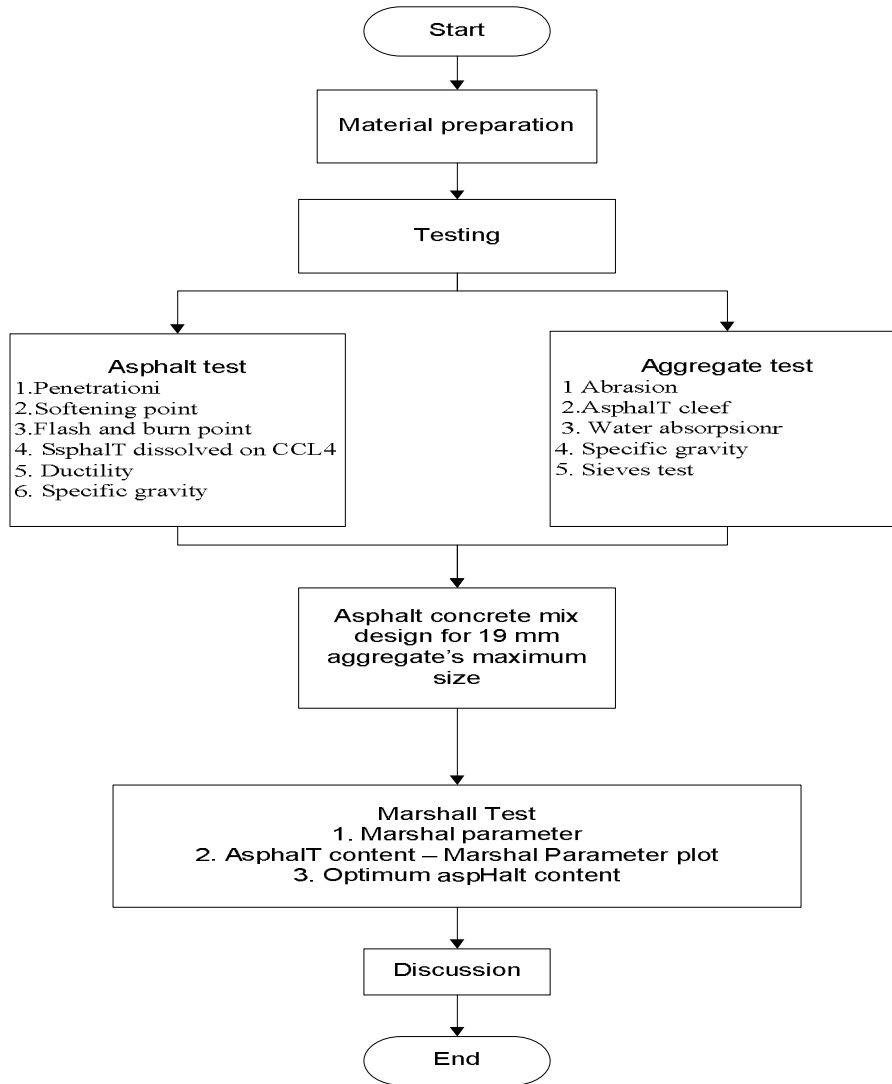 Start
Material preparation
Testing
Asphalt test
1.Penetrationi
2.Softening point
3.Flash and burn point
4. SsphalT dissolved on CCL4
5. Ductility
6. Specific gravity
Aggregate test
1 Abrasion
2.AsphalT cleef
3. Water absorpsionr
4. Specific gravity
5. Sieves test
Asphalt concrete mix
design for 19 mm
aggregate’s maximum
size
Marshall Test
1. Marshal parameter
2. AsphalT content – Marshal Parameter plot
3. Optimum aspHalt content
Discussion
End